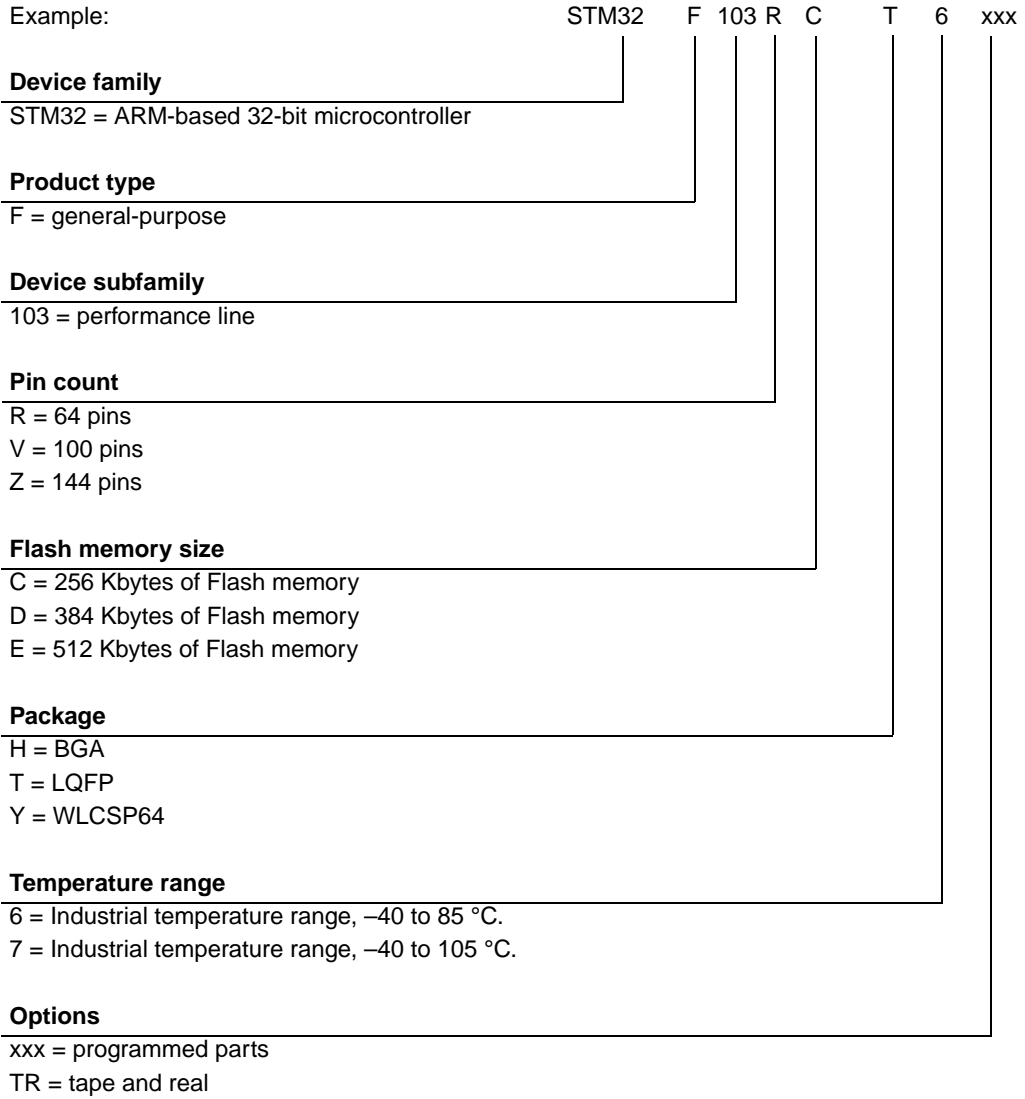 Example: STM32 F 103 R C T 6 xxx
Device family
STM32 = ARM-based 32-bit microcontroller
Product type
F = general-purpose
Device subfamily
103 = performance line
Pin count
R = 64 pins
V = 100 pins
Z = 144 pins
Flash memory size
C = 256 Kbytes of Flash memory
D = 384 Kbytes of Flash memory
E = 512 Kbytes of Flash memory
Package
H = BGA
T = LQFP
Y = WLCSP64
Temperature range
6 = Industrial temperature range, –40 to 85 °C.
7 = Industrial temperature range, –40 to 105 °C.
Options
xxx = programmed parts
TR = tape and real